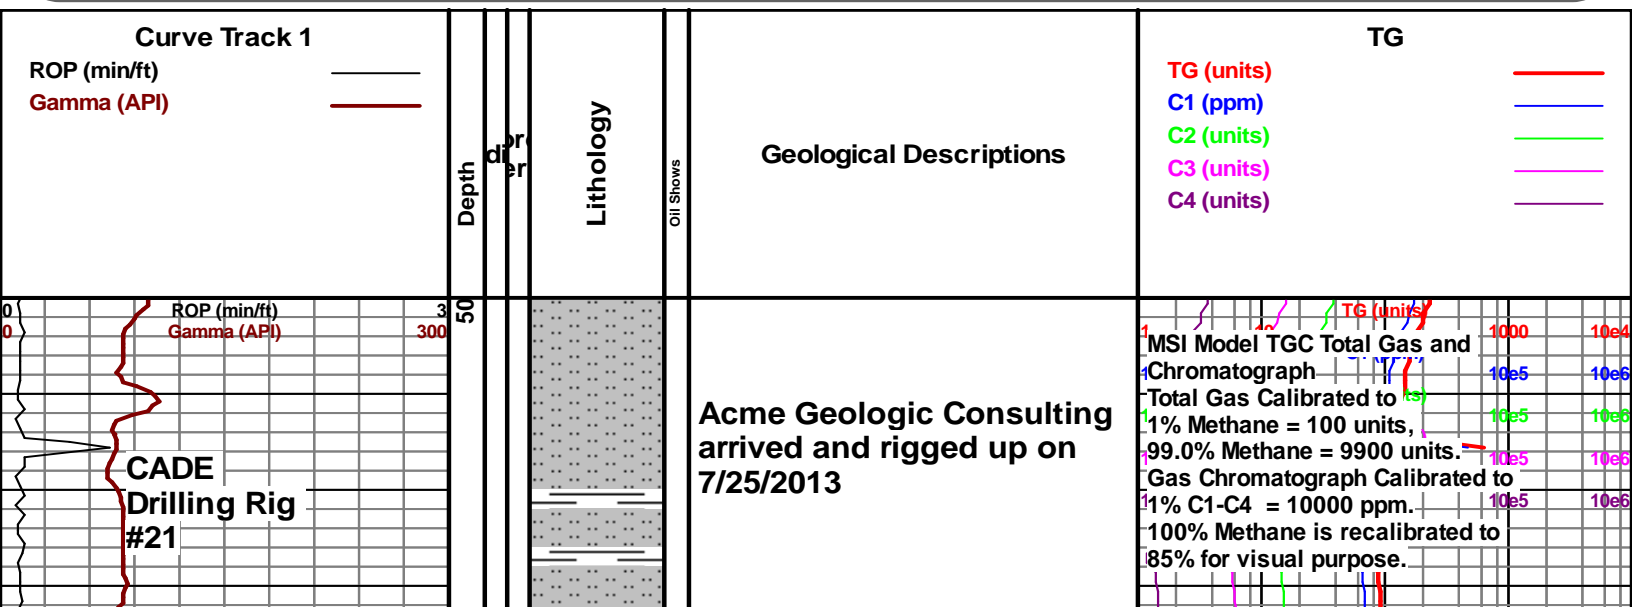 Curve Track 1
ROP (min/ft)
Gamma (API)
Depth
Lithology
Oil Shows
Geological Descriptions
TG
TG (units)
C1 (ppm)
C2 (units)
C3 (units)
C4 (units)
0 ROP (min/ft) 3
0 Gamma (API) 300
50
CADE
Drilling Rig
#21
Acme Geologic Consulting
arrived and rigged up on
7/25/2013
TG (units)
1000 10e4
MSI Model TGC Total Gas and
Chromatograph
10e5 10e6
Total Gas Calibrated to
10e5 10e6
1% Methane = 100 units,
99.0% Methane = 9900 units.
10e5 10e6
Gas Chromatograph Calibrated to
1% C1-C4 = 10000 ppm.
10e5 10e6
100% Methane is recalibrated to
85% for visual purpose.